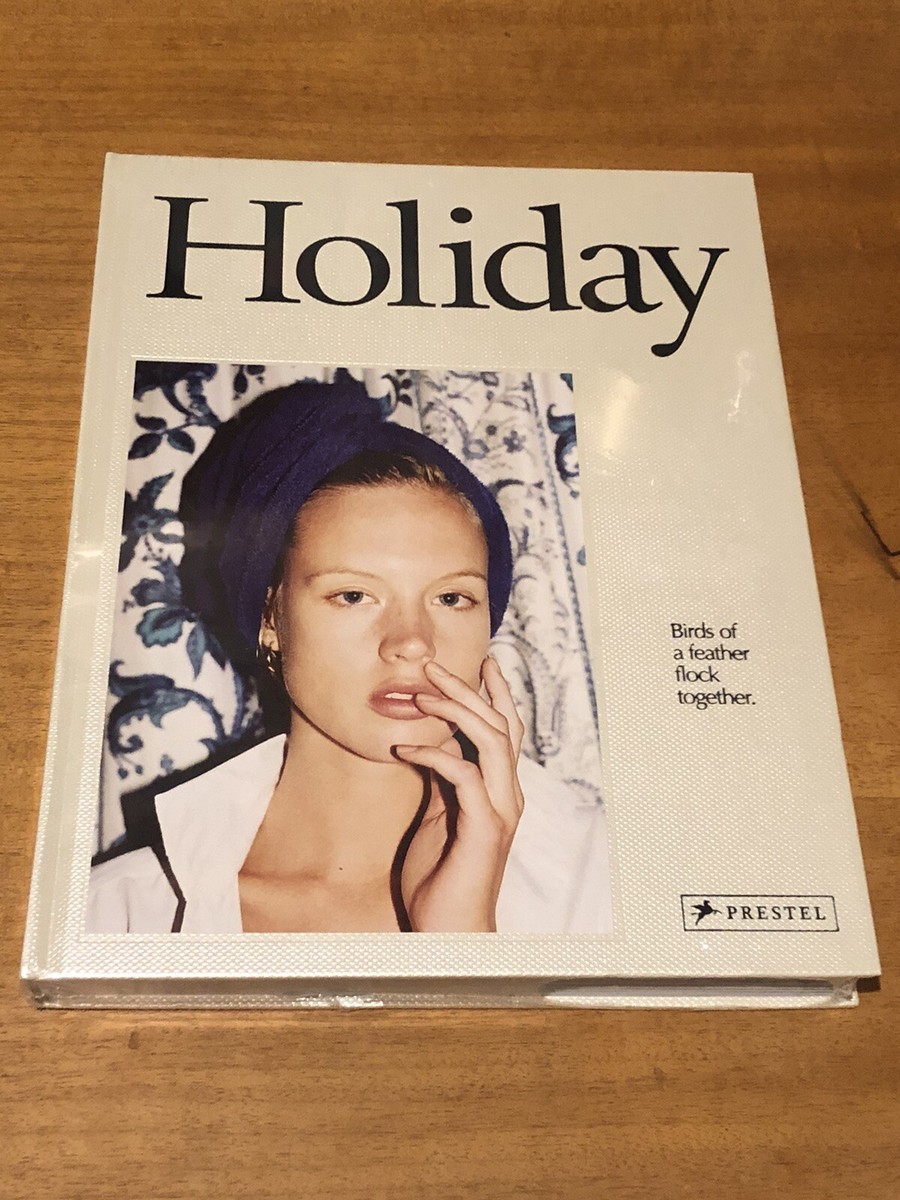 Holiday
Birds of
a feather
flock
together.
PRESTEL